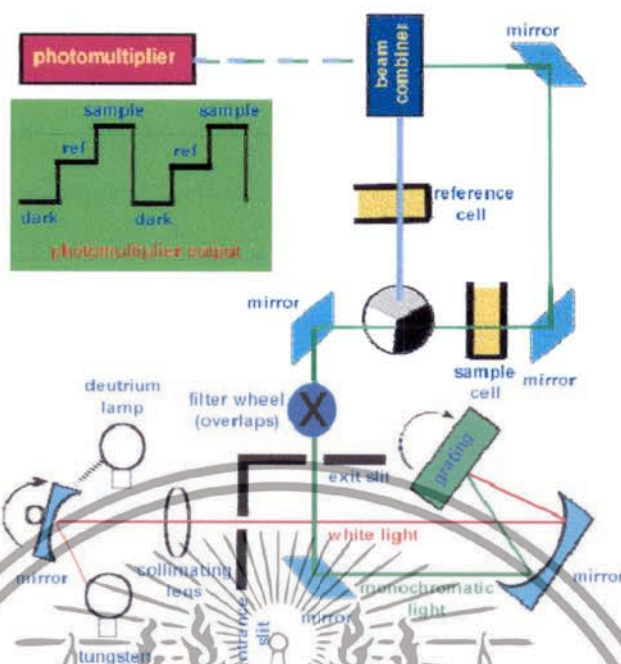 photomultiplier
beam
combiner
mirror
sample
sample
ref
ref
dark
dark
photomultiplier output
reference
cell
mirror
sample
cell
mirror
deutrium
lamp
filter wheel
(overlaps)
X
grating
exit slit
white light
mirror
collimating
lens
entrance
slit
mirror
monochromatic
light
mirror
tungsten